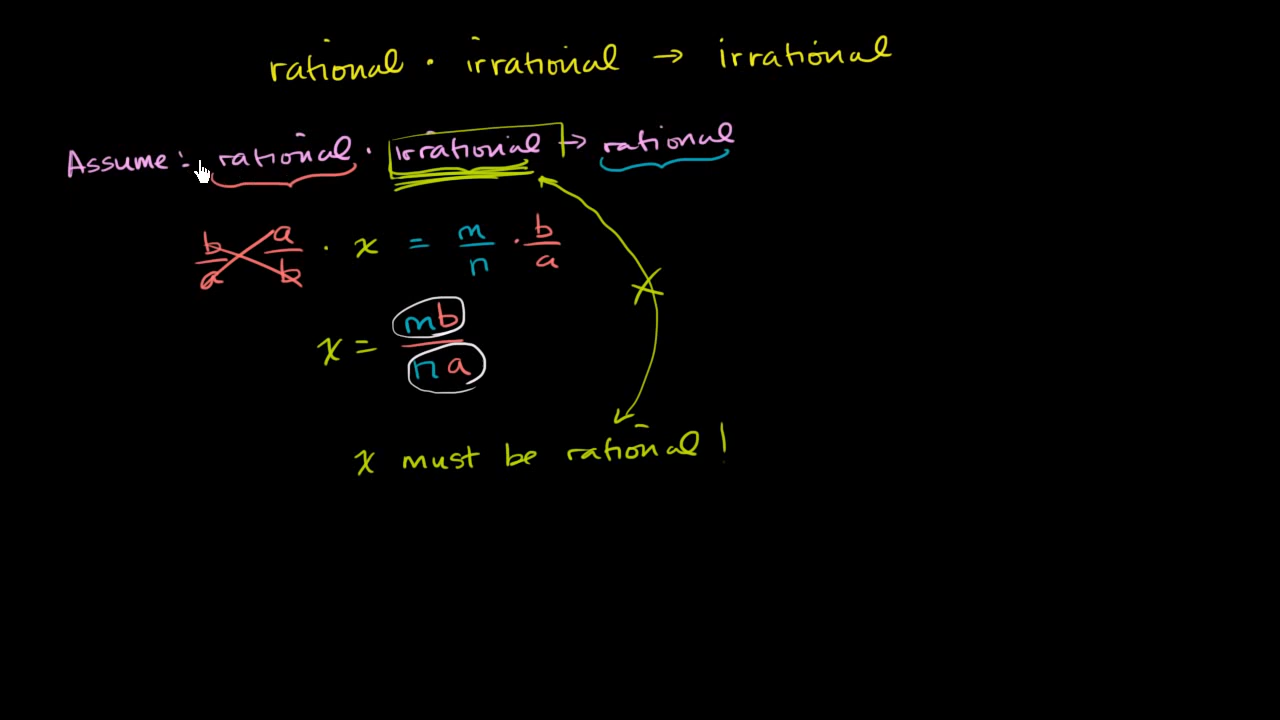 rational · irrational → irrational
Assume: rational · irrational → rational
b/a a/b · x = m/n · b/a
x = mb/na
x must be rational!